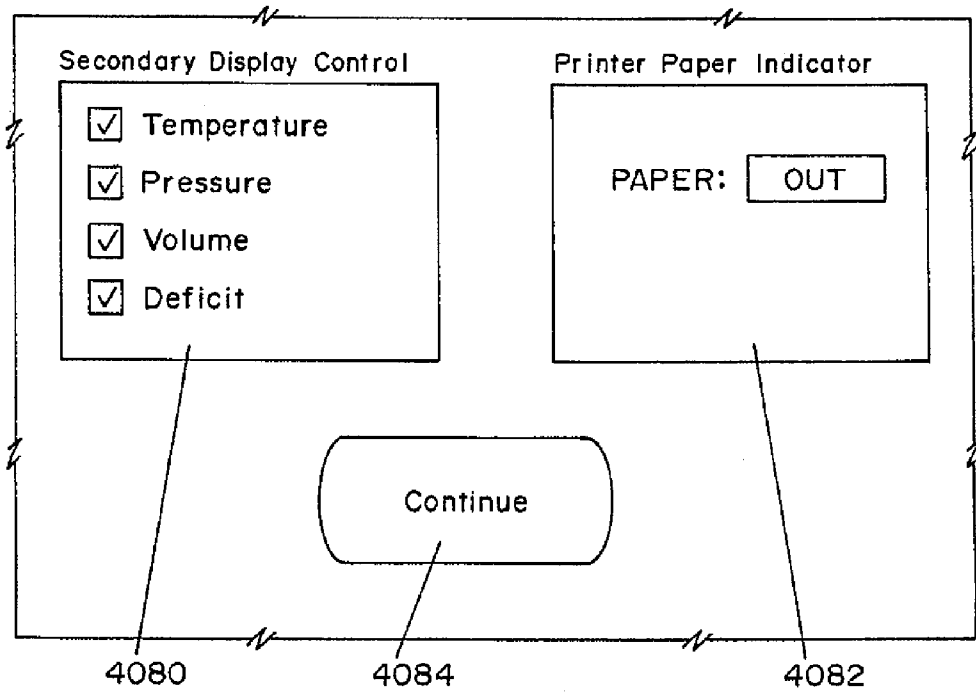 Secondary Display Control
Temperature
Pressure
Volume
Deficit
Printer Paper Indicator
PAPER: OUT
Continue
4080
4084
4082